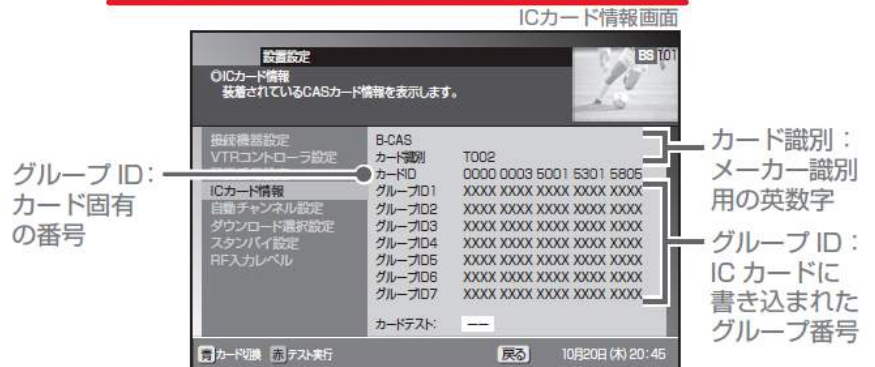 ICカード情報画面
設置設定
BS 101
◎ICカード情報
装着されているCASカード情報を表示します。
接続機器設定
VTRコントローラ設定
ICカード情報
自動チャンネル設定
ダウンロード選択設定
スタンバイ設定
RF入力レベル
B-CAS
カード識別 T002
カードID 0000 0003 5001 5301 5805
グループID1 XXXX XXXX XXXX XXXX XXXX
グループID2 XXXX XXXX XXXX XXXX XXXX
グループID3 XXXX XXXX XXXX XXXX XXXX
グループID4 XXXX XXXX XXXX XXXX XXXX
グループID5 XXXX XXXX XXXX XXXX XXXX
グループID6 XXXX XXXX XXXX XXXX XXXX
グループID7 XXXX XXXX XXXX XXXX XXXX
カードテスト: −−
青 カード切換 赤 テスト実行 戻る 10月20日(木)20:45
グループID:
カード固有
の番号
カード識別:
メーカー識別
用の英数字
グループID:
ICカードに
書き込まれた
グループ番号